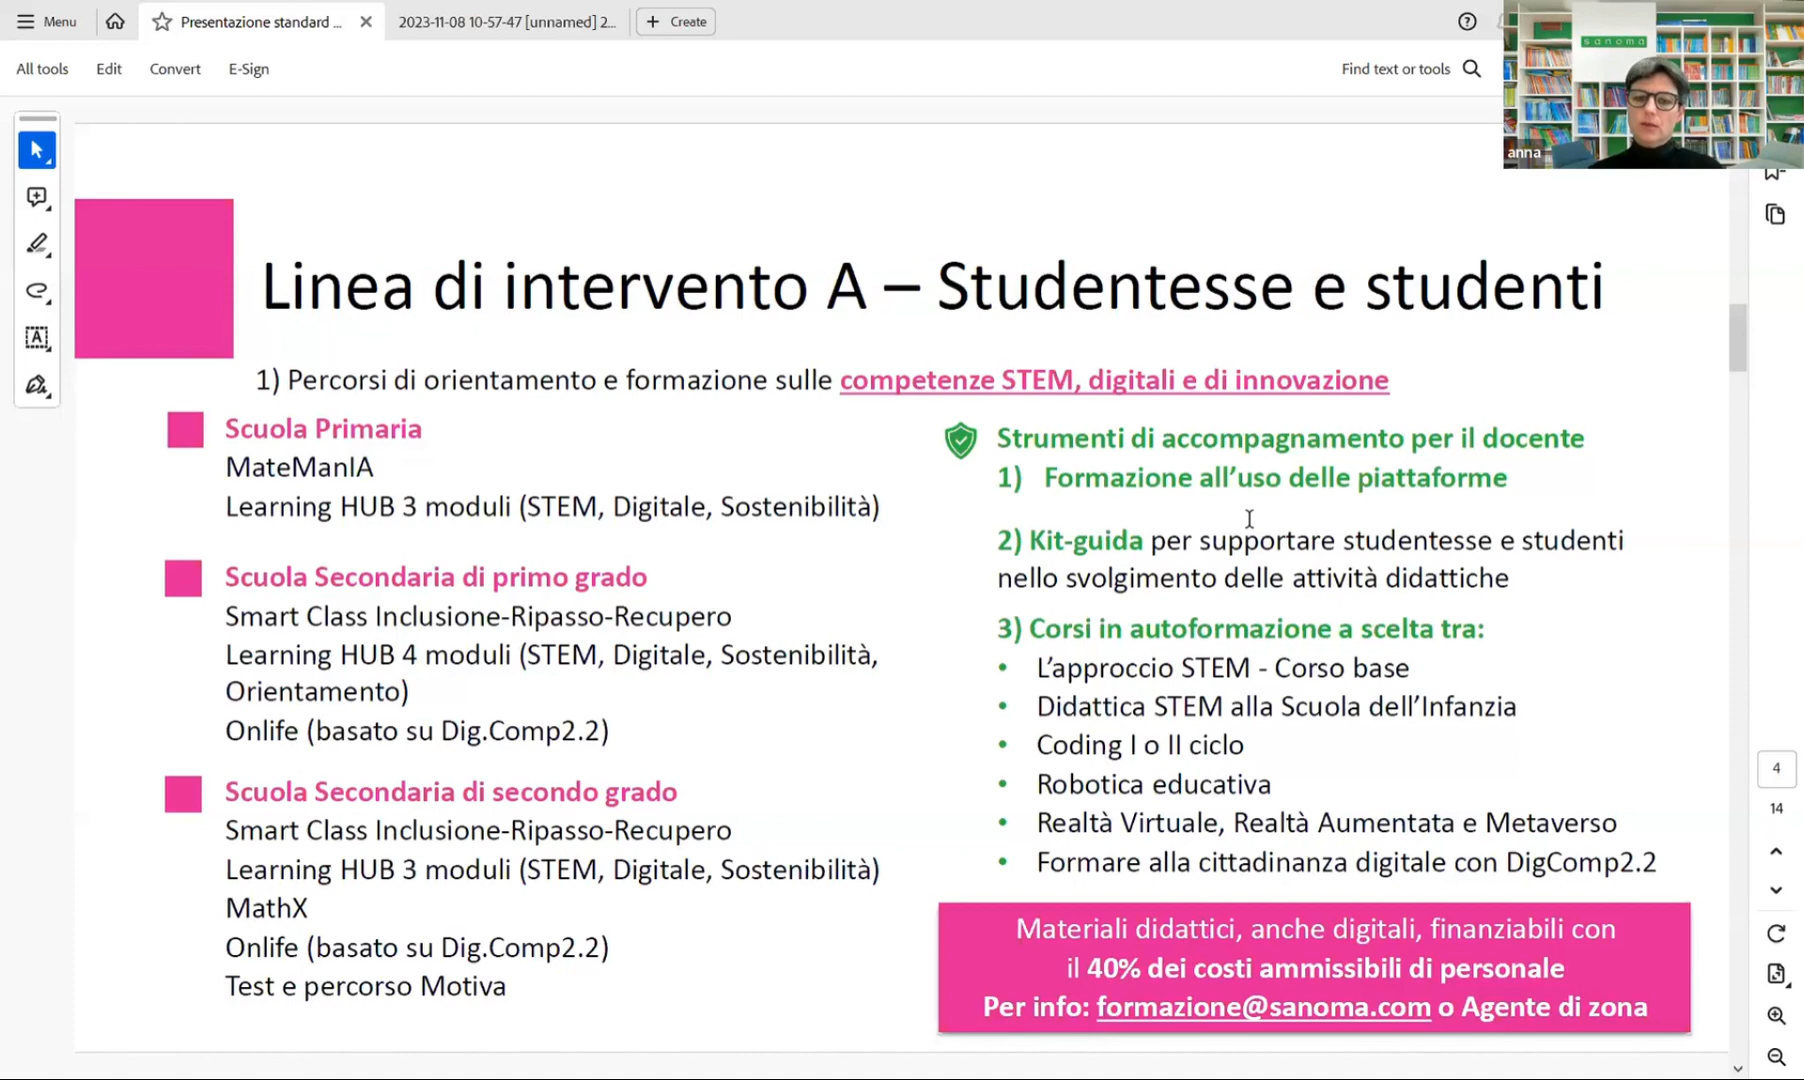 Menu
Presentazione standard ...
2023-11-08 10-57-47 [unnamed] 2...
Create
All tools
Edit
Convert
E-Sign
Find text or tools
sanoma
anna
Linea di intervento A – Studentesse e studenti
1) Percorsi di orientamento e formazione sulle competenze STEM, digitali e di innovazione
Scuola Primaria
MateManIA
Learning HUB 3 moduli (STEM, Digitale, Sostenibilità)
Scuola Secondaria di primo grado
Smart Class Inclusione-Ripasso-Recupero
Learning HUB 4 moduli (STEM, Digitale, Sostenibilità,
Orientamento)
Onlife (basato su Dig.Comp2.2)
Scuola Secondaria di secondo grado
Smart Class Inclusione-Ripasso-Recupero
Learning HUB 3 moduli (STEM, Digitale, Sostenibilità)
MathX
Onlife (basato su Dig.Comp2.2)
Test e percorso Motiva
Strumenti di accompagnamento per il docente
1) Formazione all’uso delle piattaforme
2) Kit-guida per supportare studentesse e studenti
nello svolgimento delle attività didattiche
3) Corsi in autoformazione a scelta tra:
• L’approccio STEM - Corso base
• Didattica STEM alla Scuola dell’Infanzia
• Coding I o II ciclo
• Robotica educativa
• Realtà Virtuale, Realtà Aumentata e Metaverso
• Formare alla cittadinanza digitale con DigComp2.2
Materiali didattici, anche digitali, finanziabili con
il 40% dei costi ammissibili di personale
Per info: formazione@sanoma.com o Agente di zona
4
14